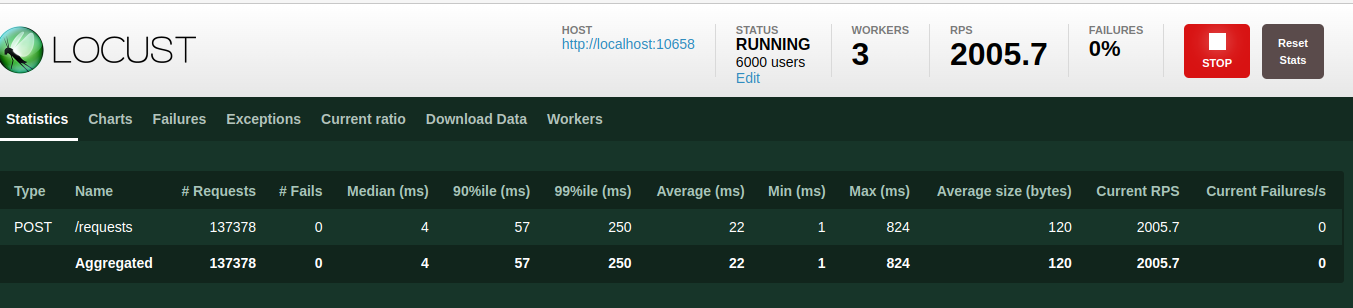 LOCUST
HOST
http://localhost:10658
STATUS
RUNNING
6000 users
Edit
WORKERS
3
RPS
2005.7
FAILURES
0%
STOP
Reset
Stats
Statistics Charts Failures Exceptions Current ratio Download Data Workers
Type Name # Requests # Fails Median (ms) 90%ile (ms) 99%ile (ms) Average (ms) Min (ms) Max (ms) Average size (bytes) Current RPS Current Failures/s
POST /requests 137378 0 4 57 250 22 1 824 120 2005.7 0
Aggregated 137378 0 4 57 250 22 1 824 120 2005.7 0